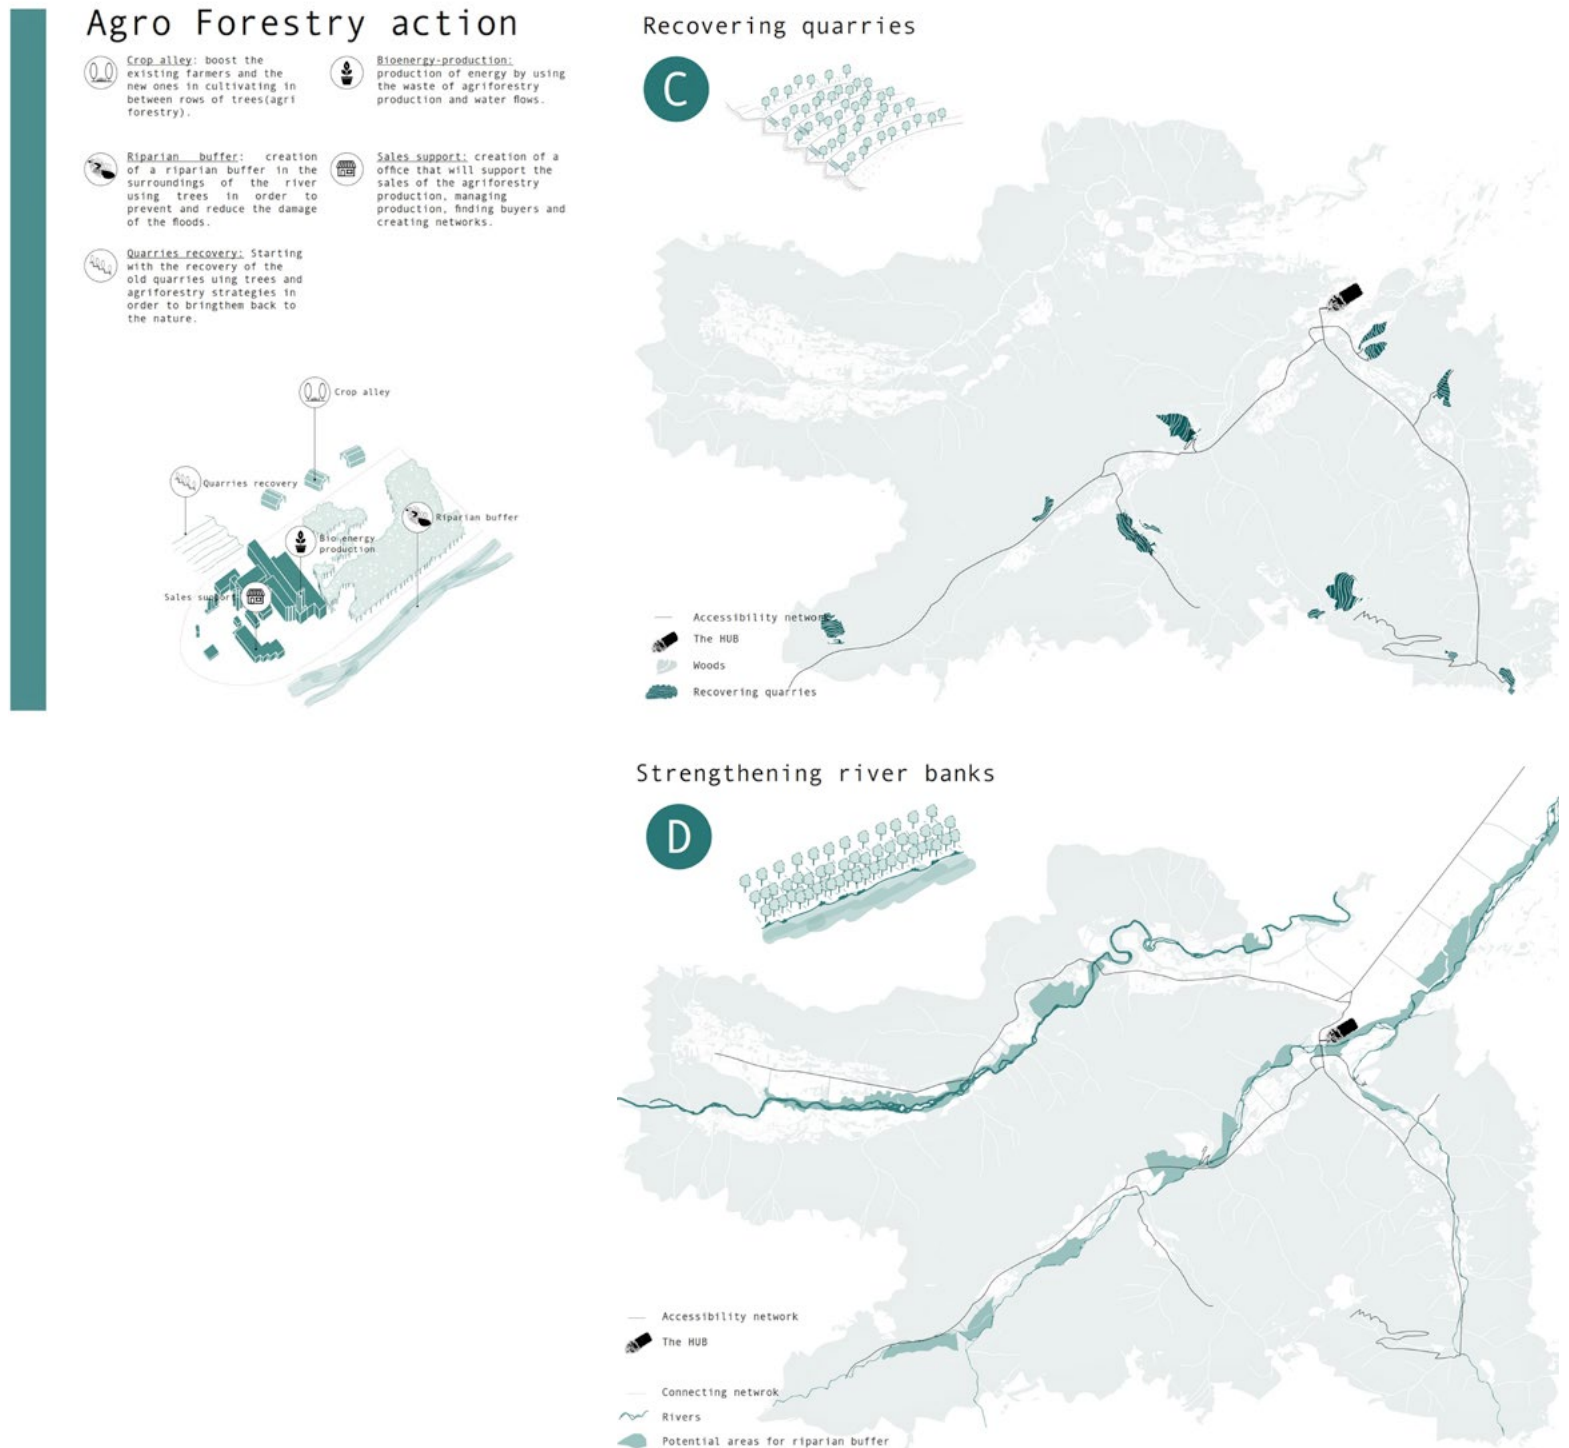 Agro Forestry action
Crop alley: boost the
existing farmers and the
new ones in cultivating in
between rows of trees(agri
forestry).
Riparian buffer: creation
of a riparian buffer in the
surroundings of the river
using trees in order to
prevent and reduce the damage
of the floods.
Quarries recovery: Starting
with the recovery of the
old quarries uing trees and
agriforestry strategies in
order to bringthem back to
the nature.
Bioenergy-production:
production of energy by using
the waste of agriforestry
production and water flows.
Sales support: creation of a
office that will support the
sales of the agriforestry
production, managing
production, finding buyers and
creating networks.
Crop alley
Quarries recovery
Riparian buffer
Bio energy
production
Sales support
Recovering quarries
C
Accessibility network
The HUB
Woods
Recovering quarries
Strengthening river banks
D
Accessibility network
The HUB
Connecting netwrok
Rivers
Potential areas for riparian buffer